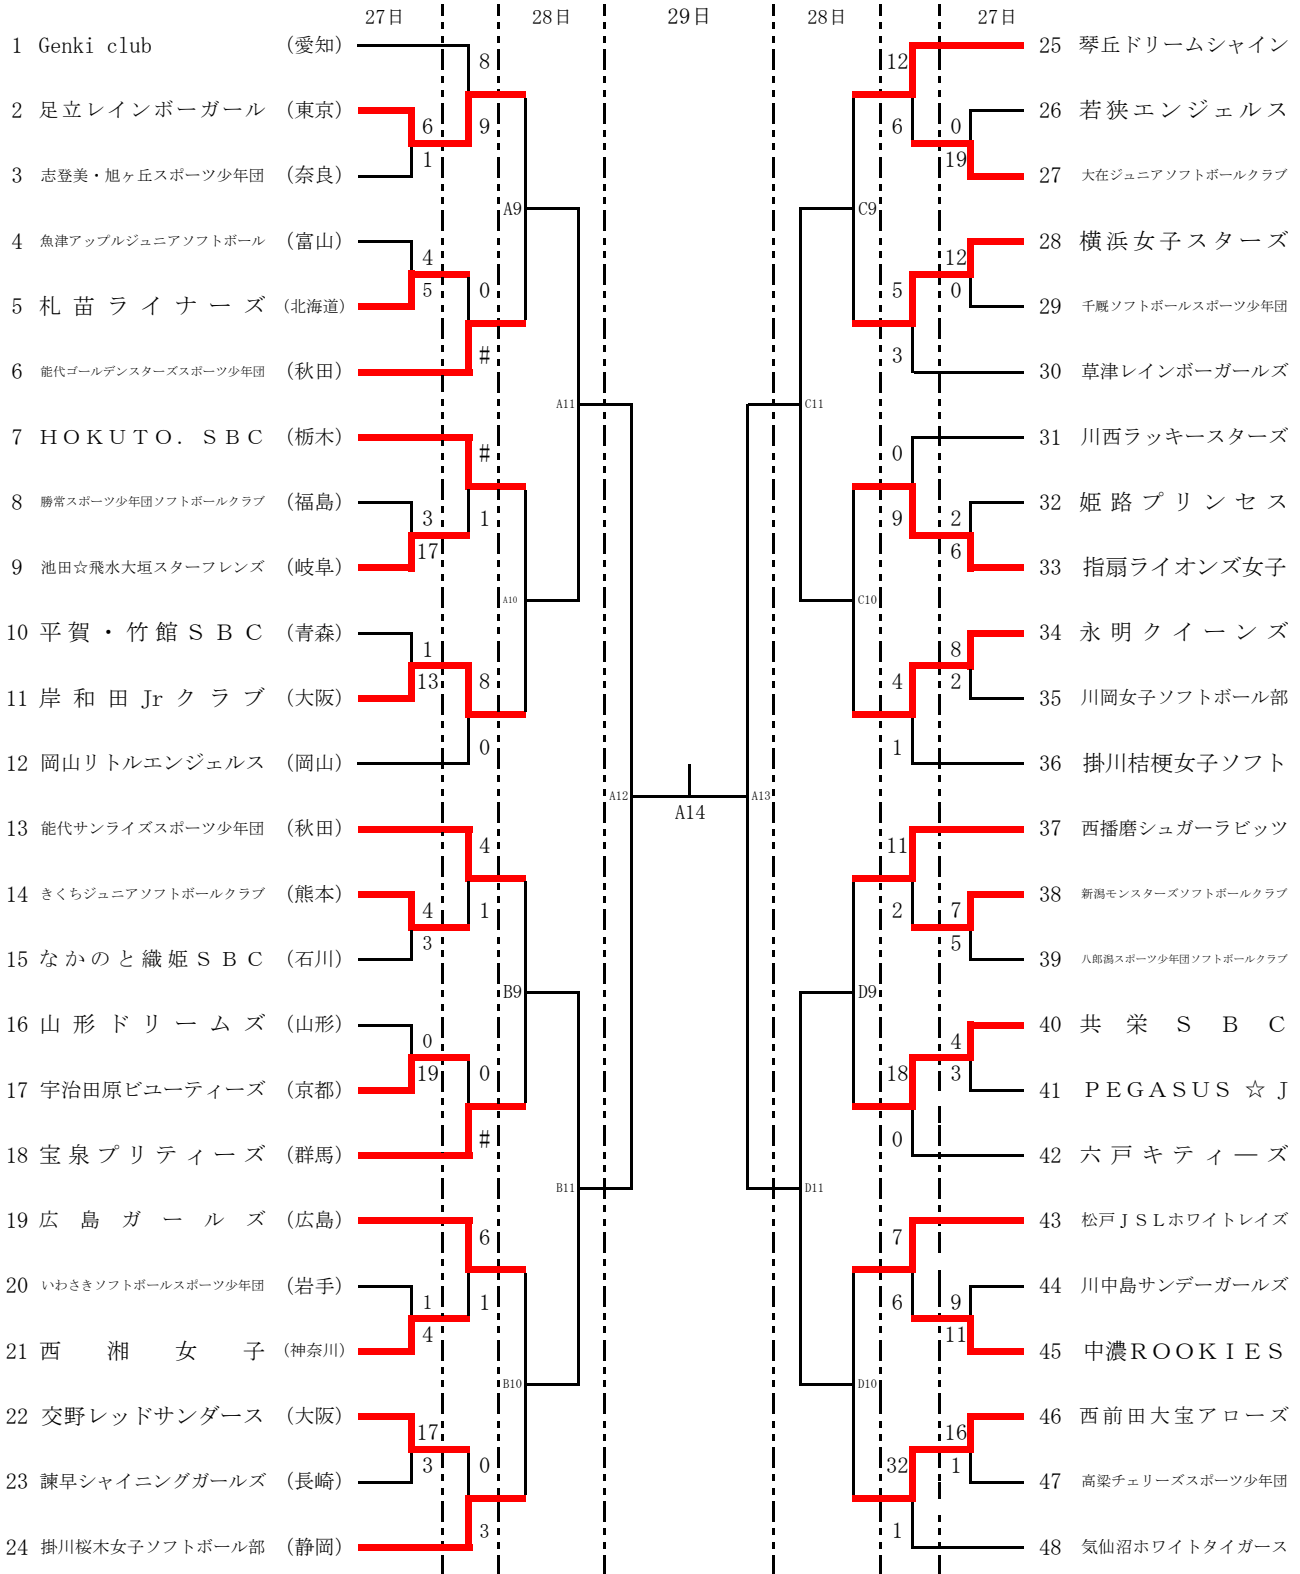 27日 28日 29日 28日 27日
1 Genki club （愛知）
2 足立レインボーガール （東京）
3 志登美・旭ヶ丘スポーツ少年団 （奈良）
4 魚津アップルジュニアソフトボール （富山）
5 札苗ライナーズ （北海道）
6 能代ゴールデンスターズスポーツ少年団 （秋田）
7 ＨＯＫＵＴＯ．ＳＢＣ （栃木）
8 勝常スポーツ少年団ソフトボールクラブ （福島）
9 池田☆飛水大垣スターフレンズ （岐阜）
10 平賀・竹館ＳＢＣ （青森）
11 岸和田Jrクラブ （大阪）
12 岡山リトルエンジェルス （岡山）
13 能代サンライズスポーツ少年団 （秋田）
14 きくちジュニアソフトボールクラブ （熊本）
15 なかのと織姫ＳＢＣ （石川）
16 山形ドリームズ （山形）
17 宇治田原ビューティーズ （京都）
18 宝泉プリティーズ （群馬）
19 広島ガールズ （広島）
20 いわさきソフトボールスポーツ少年団 （岩手）
21 西湘女子 （神奈川）
22 交野レッドサンダース （大阪）
23 諫早シャイニングガールズ （長崎）
24 掛川桜木女子ソフトボール部 （静岡）
6
1
4
5
3
17
1
13
4
3
0
19
1
4
17
3
8
9
0
#
#
1
8
0
4
1
0
#
6
1
0
3
A9
A10
B9
B10
A11
B11
A12
A14
A13
C11
D11
C9
C10
D9
D10
12
6
5
3
0
9
4
1
11
2
18
0
7
6
32
1
0
19
12
0
2
6
8
2
7
5
4
3
9
11
16
1
25 琴丘ドリームシャイン
26 若狭エンジェルス
27 大在ジュニアソフトボールクラブ
28 横浜女子スターズ
29 千厩ソフトボールスポーツ少年団
30 草津レインボーガールズ
31 川西ラッキースターズ
32 姫路プリンセス
33 指扇ライオンズ女子
34 永明クイーンズ
35 川岡女子ソフトボール部
36 掛川桔梗女子ソフト
37 西播磨シュガーラビッツ
38 新潟モンスターズソフトボールクラブ
39 八郎潟スポーツ少年団ソフトボールクラブ
40 共栄ＳＢＣ
41 ＰＥＧＡＳＵＳ☆Ｊ
42 六戸キティ―ズ
43 松戸ＪＳＬホワイトレイズ
44 川中島サンデーガールズ
45 中濃ＲＯＯＫＩＥＳ
46 西前田大宝アローズ
47 高梁チェリーズスポーツ少年団
48 気仙沼ホワイトタイガース